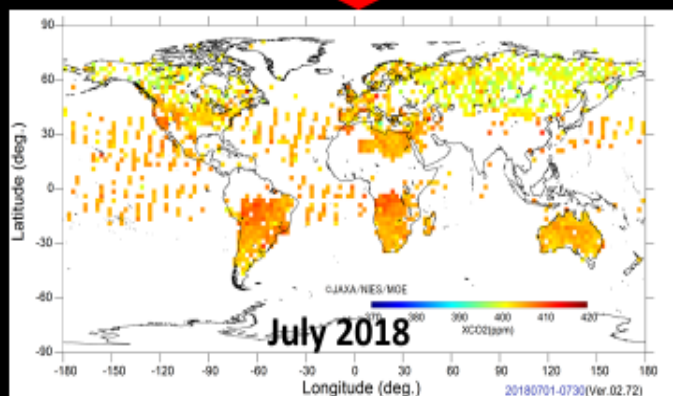 90
60
30
0
-30
-60
-90
Latitude (deg.)
©JAXA/NIES/MOE
370 380 390 400 410 420
XCO2(ppm)
July 2018
-180 -150 -120 -90 -60 -30 0 30 60 90 120 150 180
Longitude (deg.)
20180701-0730(Ver.02.72)